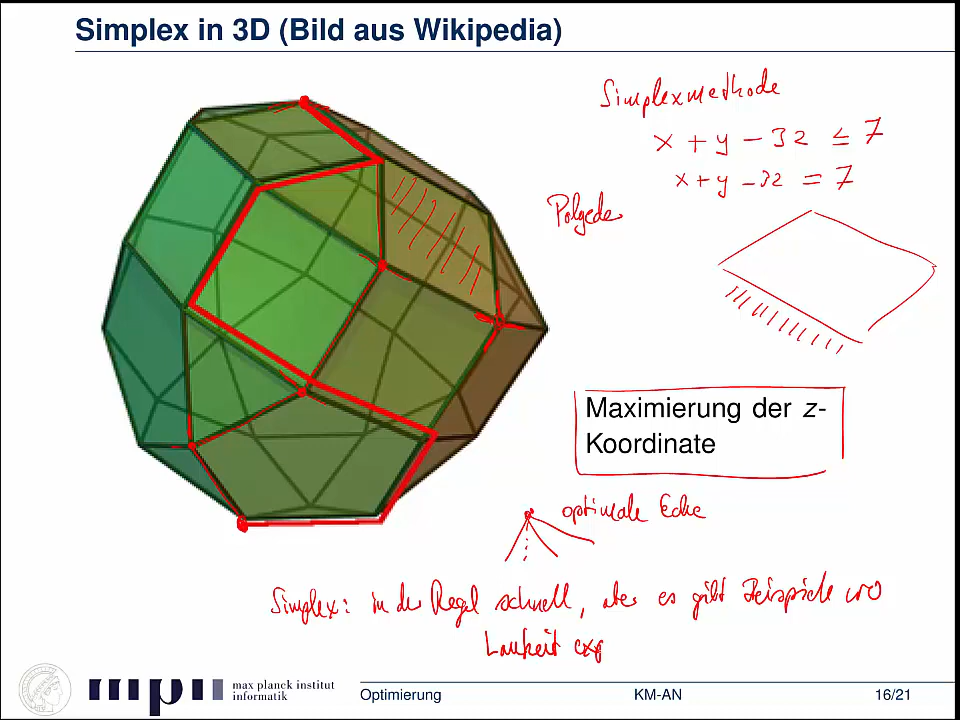 Simplex in 3D (Bild aus Wikipedia)
Simplexmethode
x + y - 3z ≤ 7
x + y - 3z = 7
Polyeder
Maximierung der z-
Koordinate
optimale Ecke
Simplex: in der Regel schnell, aber es gibt Beispiele wo
Laufzeit exp
max planck institut
informatik
Optimierung KM-AN 16/21